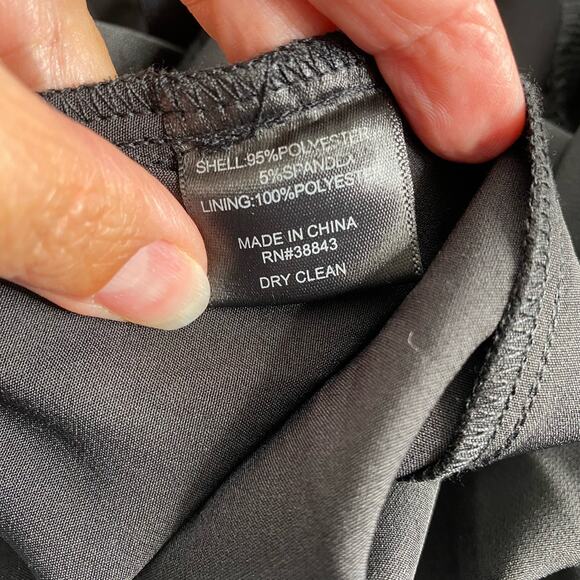 SHELL:95%POLYESTER
5%SPANDEX
LINING:100%POLYESTER
MADE IN CHINA
RN#38843
DRY CLEAN